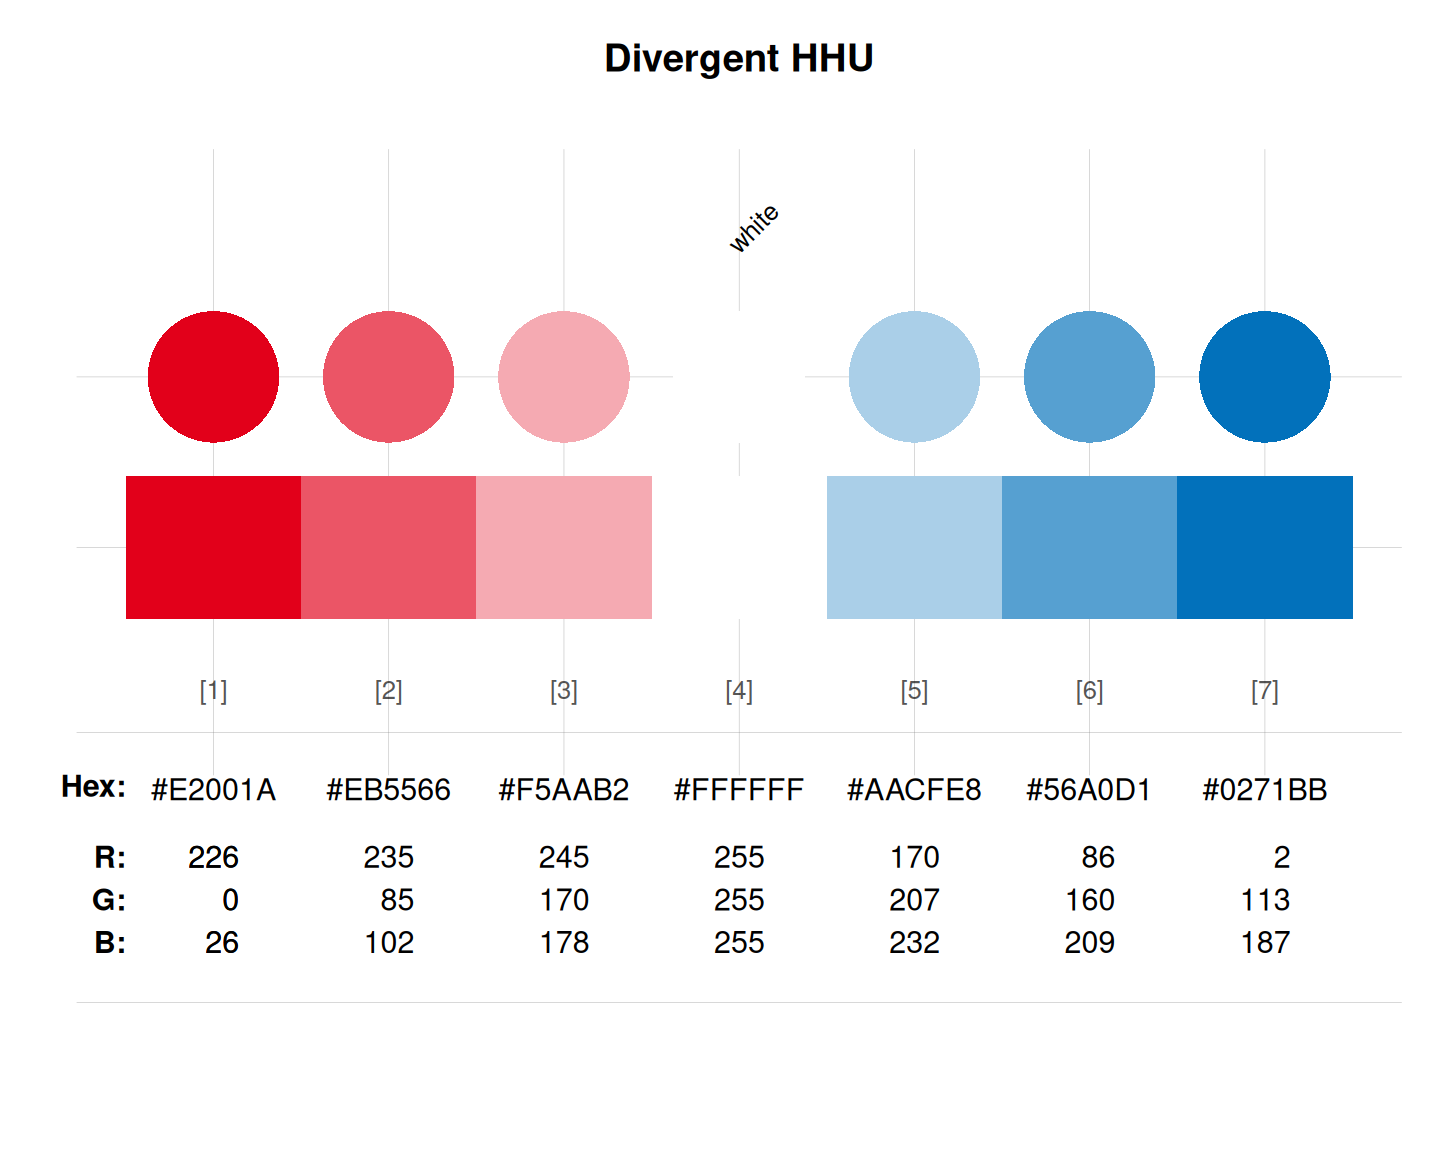 Divergent HHU
white
[1] [2] [3] [4] [5] [6] [7]
Hex: #E2001A #EB5566 #F5AAB2 #FFFFFF #AACFE8 #56A0D1 #0271BB
R: 226 235 245 255 170 86 2
G: 0 85 170 255 207 160 113
B: 26 102 178 255 232 209 187